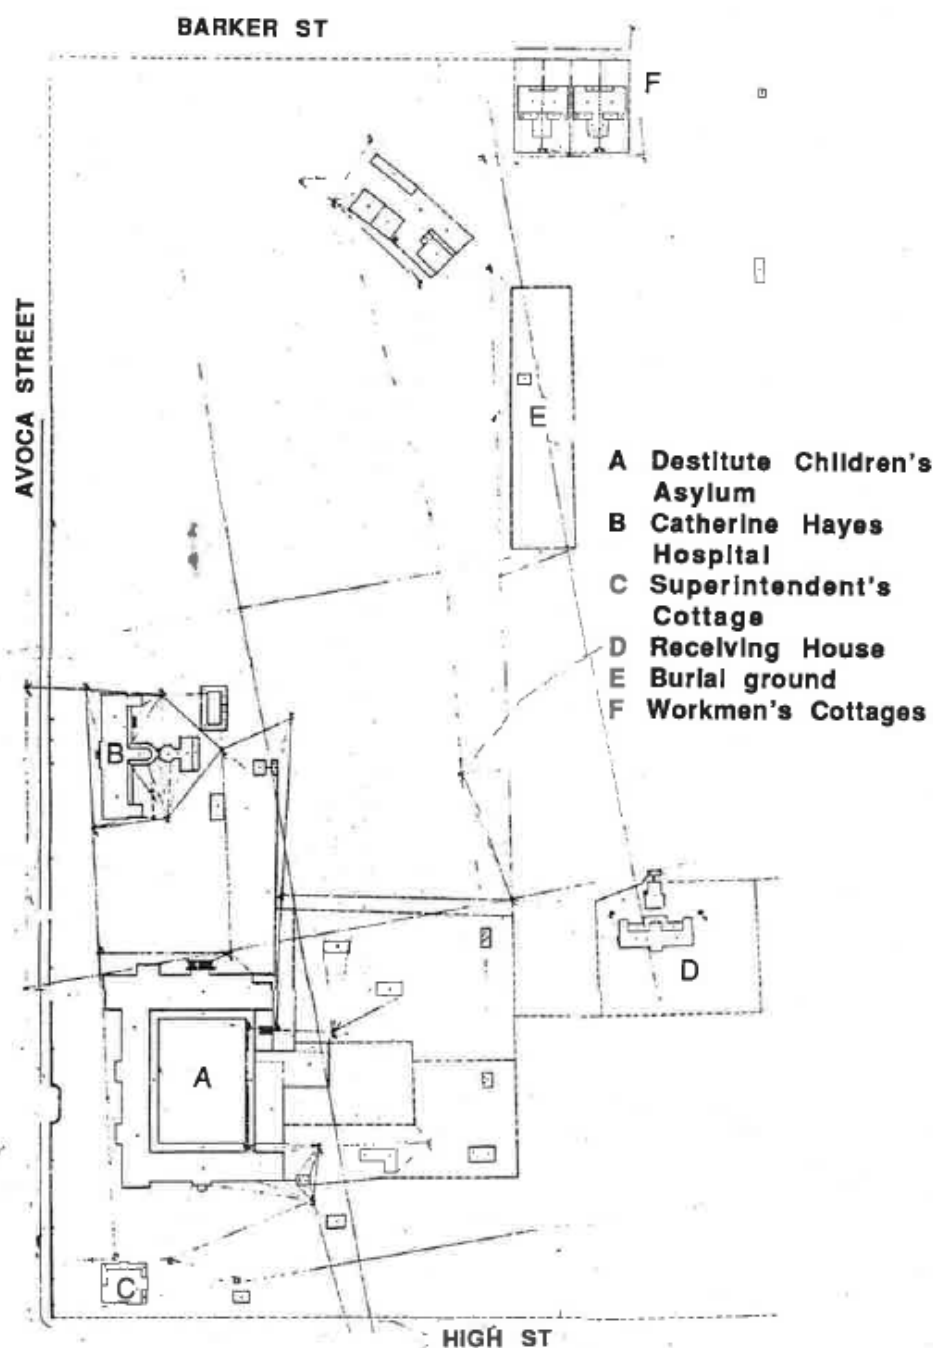 BARKER ST
F
AVOCA STREET
E
A Destitute Children's
Asylum
B Catherine Hayes
Hospital
C Superintendent's
Cottage
D Receiving House
E Burial ground
F Workmen's Cottages
B
D
A
C
HIGH ST